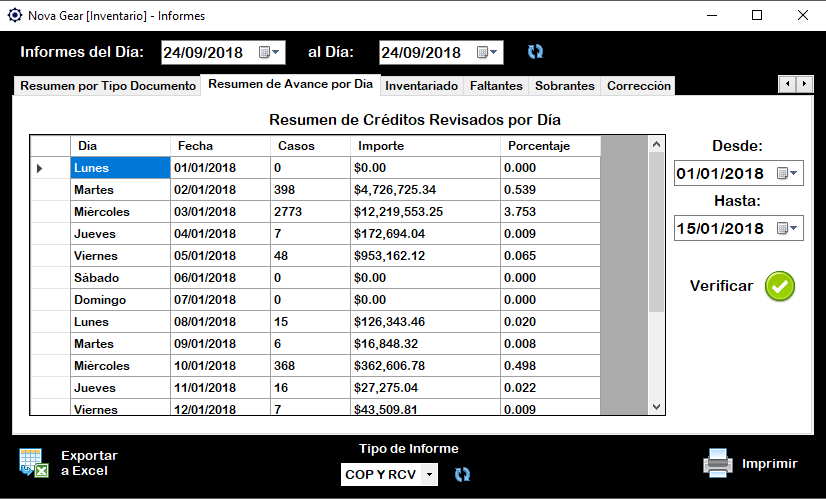 Nova Gear [Inventario] - Informes
Informes del Día: 24/09/2018 al Día: 24/09/2018
Resumen por Tipo Documento Resumen de Avance por Dia Inventariado Faltantes Sobrantes Corrección
Resumen de Créditos Revisados por Día
Dia Fecha Casos Importe Porcentaje
Lunes 01/01/2018 0 $0.00 0.000
Martes 02/01/2018 398 $4,726,725.34 0.539
Miércoles 03/01/2018 2773 $12,219,553.25 3.753
Jueves 04/01/2018 7 $172,694.04 0.009
Viernes 05/01/2018 48 $953,162.12 0.065
Sábado 06/01/2018 0 $0.00 0.000
Domingo 07/01/2018 0 $0.00 0.000
Lunes 08/01/2018 15 $126,343.46 0.020
Martes 09/01/2018 6 $16,848.32 0.008
Miércoles 10/01/2018 368 $362,606.78 0.498
Jueves 11/01/2018 16 $27,275.04 0.022
Viernes 12/01/2018 7 $43,509.81 0.009
Desde:
01/01/2018
Hasta:
15/01/2018
Verificar
Exportar
a Excel
Tipo de Informe
COP Y RCV
Imprimir